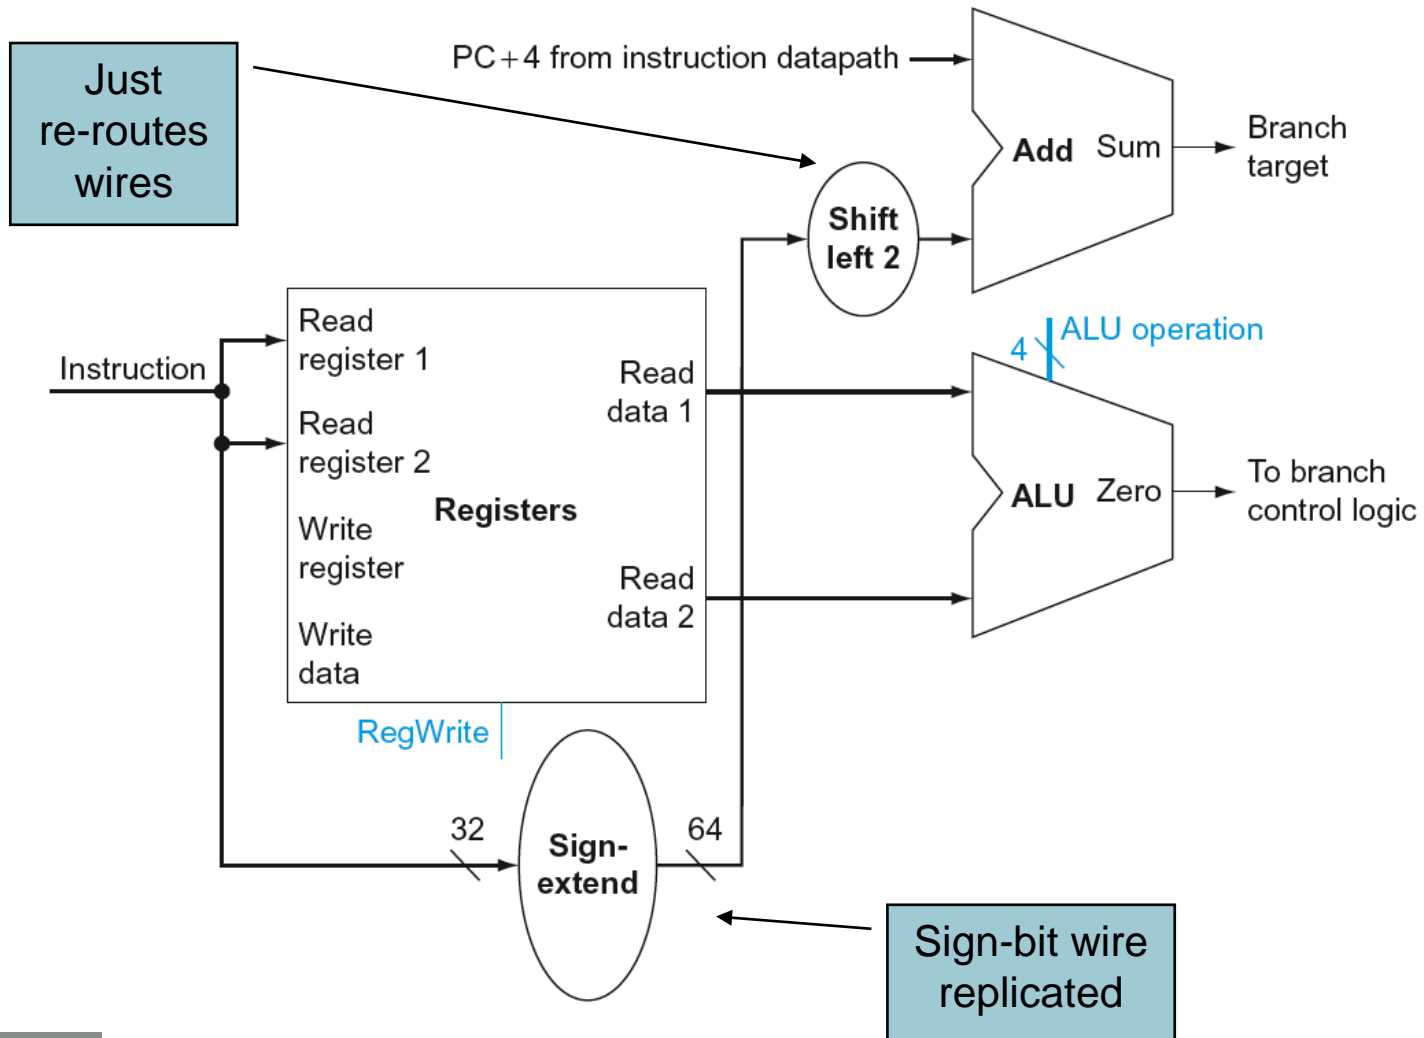 Just
re-routes
wires
PC+4 from instruction datapath
Add Sum
Branch
target
Shift
left 2
ALU operation
4
Instruction
Read
register 1
Read
register 2
Write
register
Write
data
Registers
Read
data 1
Read
data 2
ALU Zero
To branch
control logic
RegWrite
32
Sign-
extend
64
Sign-bit wire
replicated